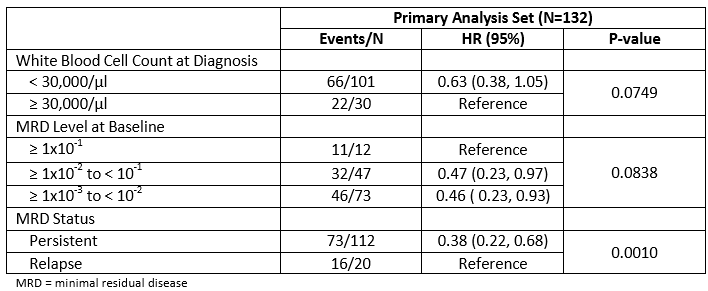 Primary Analysis Set (N=132)
Events/N HR (95%) P-value
White Blood Cell Count at Diagnosis
< 30,000/µl 66/101 0.63 (0.38, 1.05) 0.0749
≥ 30,000/µl 22/30 Reference
MRD Level at Baseline
≥ 1x10⁻¹ 11/12 Reference 0.0838
≥ 1x10⁻² to < 10⁻¹ 32/47 0.47 (0.23, 0.97)
≥ 1x10⁻³ to < 10⁻² 46/73 0.46 ( 0.23, 0.93)
MRD Status
Persistent 73/112 0.38 (0.22, 0.68) 0.0010
Relapse 16/20 Reference
MRD = minimal residual disease